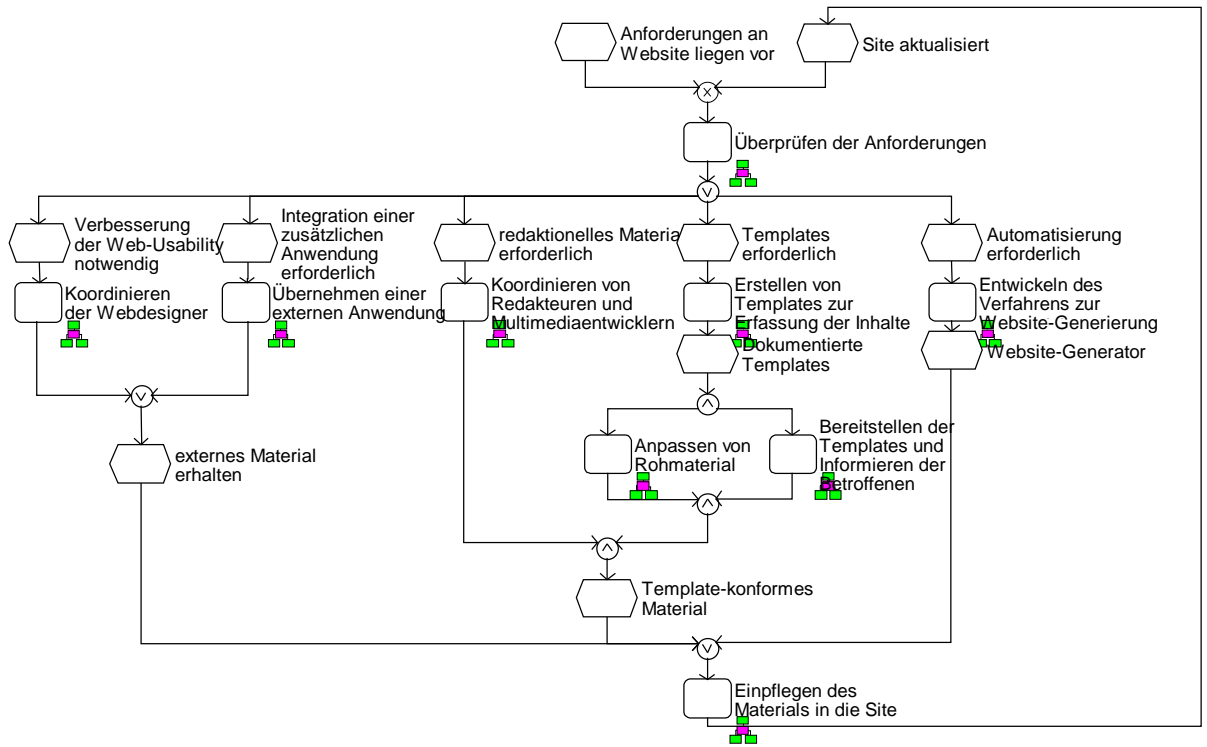 Anforderungen an
Website liegen vor
Site aktualisiert
x
Überprüfen der Anforderungen
v
Verbesserung
der Web-Usability
notwendig
Integration einer
zusätzlichen
Anwendung
erforderlich
redaktionelles Materia
erforderlich
Templates
erforderlich
Automatisierung
erforderlich
Koordinieren
der Webdesigner
Übernehmen einer
externen Anwendung
Koordinieren von
Redakteuren und
Multimediaentwicklern
Erstellen von
Templates zur
Erfassung der Inhalte
Entwickeln des
Verfahrens zur
Website-Generierung
Dokumentierte
Templates
Website-Generator
v
^
externes Material
erhalten
Anpassen von
Rohmaterial
Bereitstellen der
Templates und
Informieren der
Betroffenen
^
^
Template-konformes
Material
v
Einpflegen des
Materials in die Site